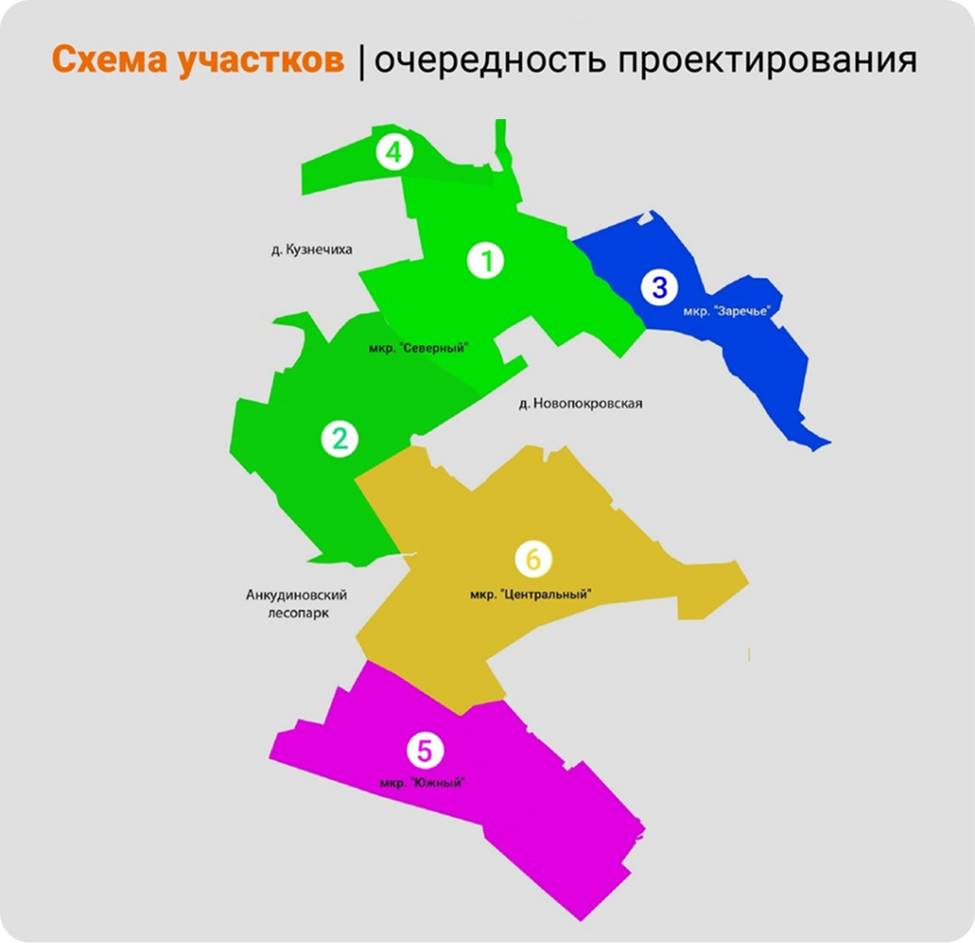 Схема участков | очередность проектирования
4
д. Кузнечиха
1
3
мкр. "Заречье"
мкр. "Северный"
д. Новопокровская
2
6
мкр. "Центральный"
Анкудиновский
лесопарк
5
мкр. "Южный"